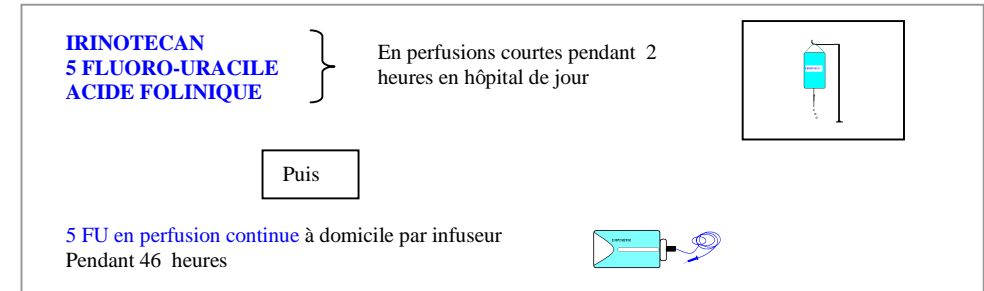 IRINOTECAN
5 FLUORO-URACILE
ACIDE FOLINIQUE
En perfusions courtes pendant 2
heures en hôpital de jour
Puis
5 FU en perfusion continue à domicile par infuseur
Pendant 46 heures